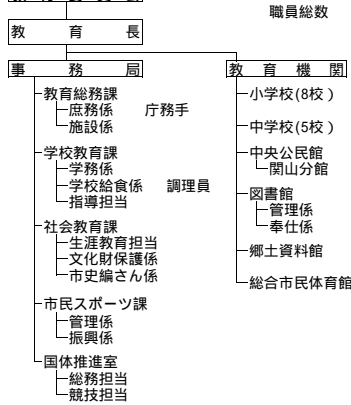 職員総数
教育長
事務局
教育機関
教育総務課
庶務係 庁務手
施設係
学校教育課
学務係
学校給食係 調理員
指導担当
社会教育課
生涯教育担当
文化財保護係
市史編さん係
市民スポーツ課
管理係
振興係
国体推進室
総務担当
競技担当
小学校(8校)
中学校(5校)
中央公民館
関山分館
図書館
管理係
奉仕係
郷土資料館
総合市民体育館